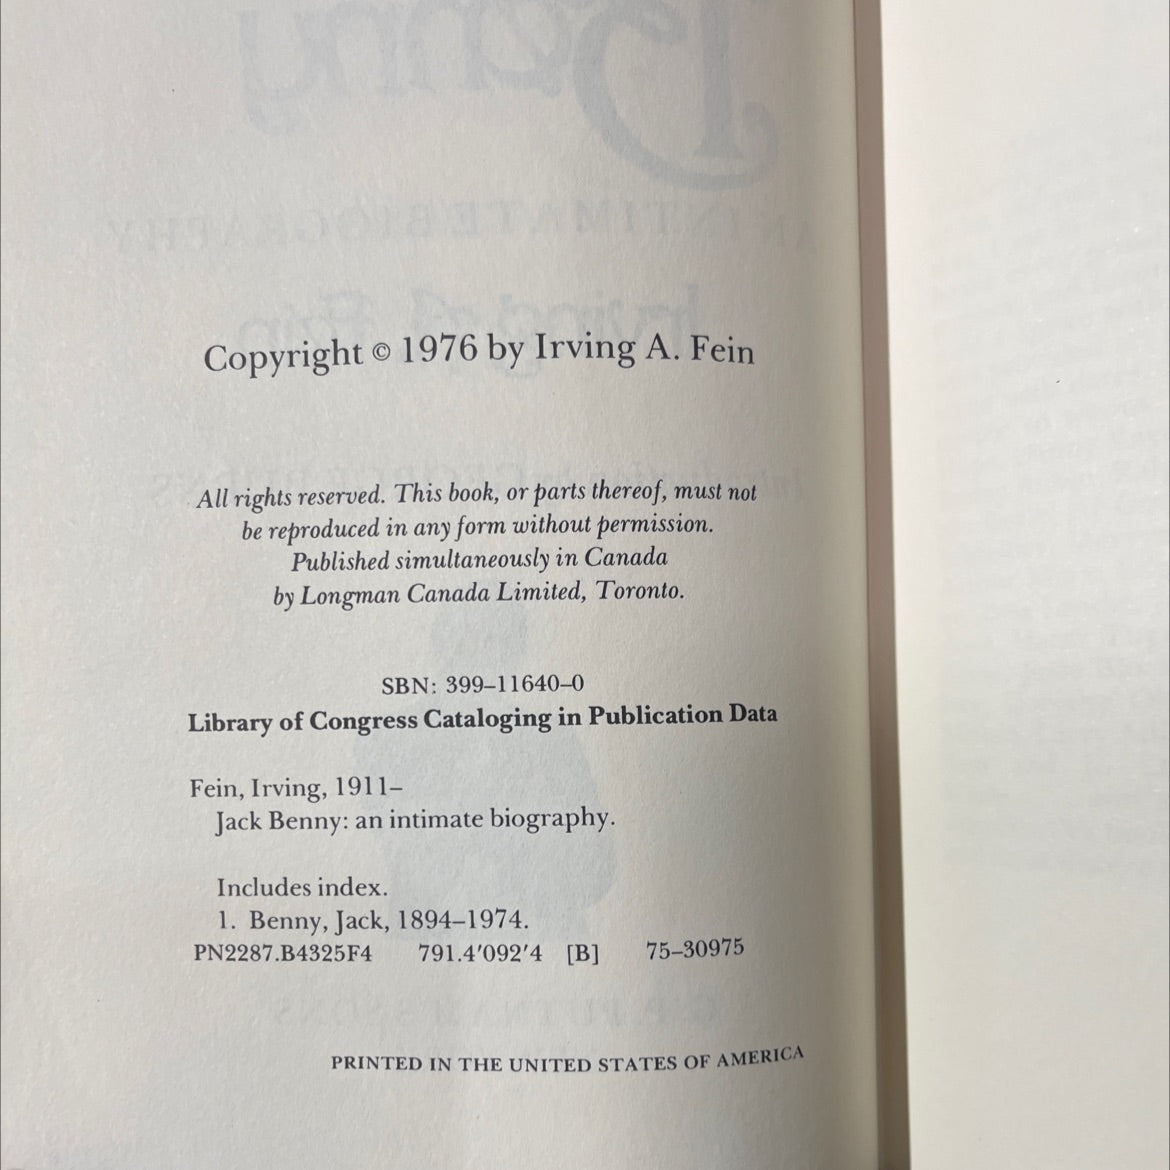 Copyright © 1976 by Irving A. Fein
All rights reserved. This book, or parts thereof, must not
be reproduced in any form without permission.
Published simultaneously in Canada
by Longman Canada Limited, Toronto.
SBN: 399–11640–0
Library of Congress Cataloging in Publication Data
Fein, Irving, 1911–
Jack Benny: an intimate biography.
Includes index.
1. Benny, Jack, 1894–1974.
PN2287.B4325F4 791.4′092′4 [B] 75–30975
PRINTED IN THE UNITED STATES OF AMERICA